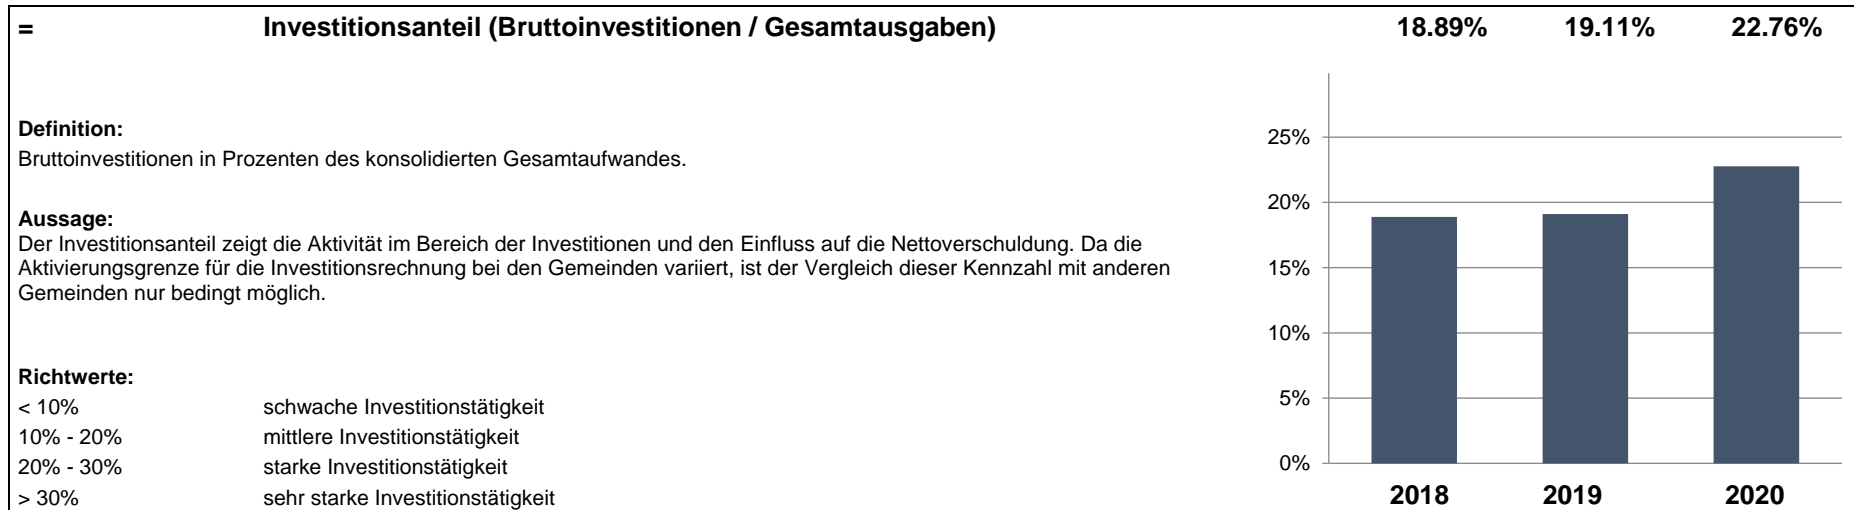 = Investitionsanteil (Bruttoinvestitionen / Gesamtausgaben) 18.89% 19.11% 22.76%
Definition:
Bruttoinvestitionen in Prozenten des konsolidierten Gesamtaufwandes.
Aussage:
Der Investitionsanteil zeigt die Aktivität im Bereich der Investitionen und den Einfluss auf die Nettoverschuldung. Da die
Aktivierungsgrenze für die Investitionsrechnung bei den Gemeinden variiert, ist der Vergleich dieser Kennzahl mit anderen
Gemeinden nur bedingt möglich.
Richtwerte:
< 10% schwache Investitionstätigkeit
10% - 20% mittlere Investitionstätigkeit
20% - 30% starke Investitionstätigkeit
> 30% sehr starke Investitionstätigkeit
25%
20%
15%
10%
5%
0%
2018 2019 2020